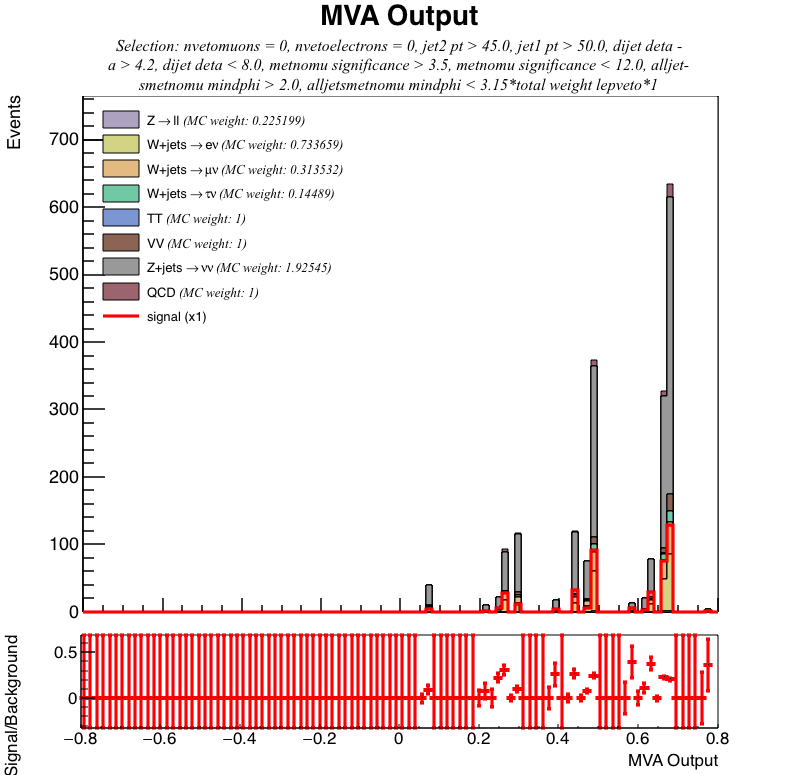 MVA Output
Selection: nvetomuons = 0, nvetoelectrons = 0, jet2 pt > 45.0, jet1 pt > 50.0, dijet deta -
a > 4.2, dijet deta < 8.0, metnomu significance > 3.5, metnomu significance < 12.0, alljet-
smetnomu mindphi > 2.0, alljetsmetnomu mindphi < 3.15*total weight lepveto*1
Events
700
600
500
400
300
200
100
0
Z→ll (MC weight: 0.225199)
W+jets→eν (MC weight: 0.733659)
W+jets→μν (MC weight: 0.313532)
W+jets→τν (MC weight: 0.14489)
TT (MC weight: 1)
VV (MC weight: 1)
Z+jets→νν (MC weight: 1.92545)
QCD (MC weight: 1)
signal (x1)
Signal/Background
0.5
0
−0.8 −0.6 −0.4 −0.2 0 0.2 0.4 0.6 0.8
MVA Output